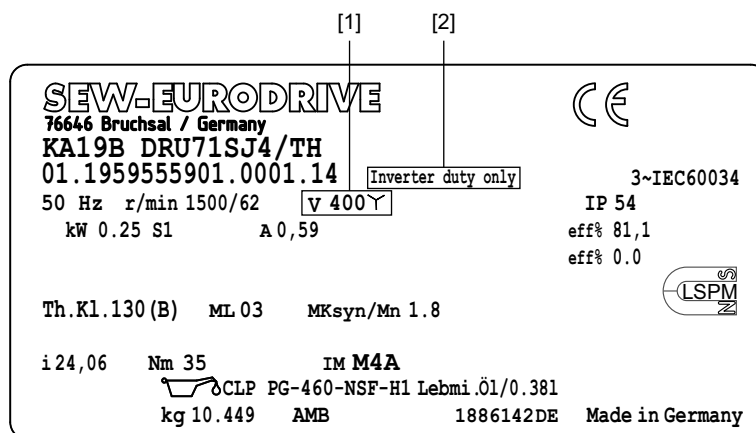 [1] [2]
SEW-EURODRIVE CE
76646 Bruchsal / Germany
KA19B DRU71SJ4/TH
01.1959555901.0001.14 Inverter duty only 3~IEC60034
50 Hz r/min 1500/62 V 400 IP 54
kW 0.25 S1 A 0,59 eff% 81,1
eff% 0.0
LSPM S N
Th.Kl.130(B) ML 03 MKsyn/Mn 1.8
i 24,06 Nm 35 IM M4A
CLP PG-460-NSF-H1 Lebmi.Öl/0.38l
kg 10.449 AMB 1886142DE Made in Germany